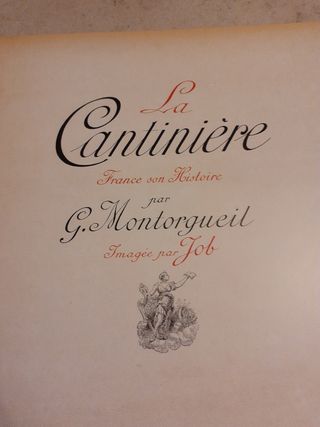 La
Cantinière
France son Histoire
par
G. Montorgueil
Imagée par Job